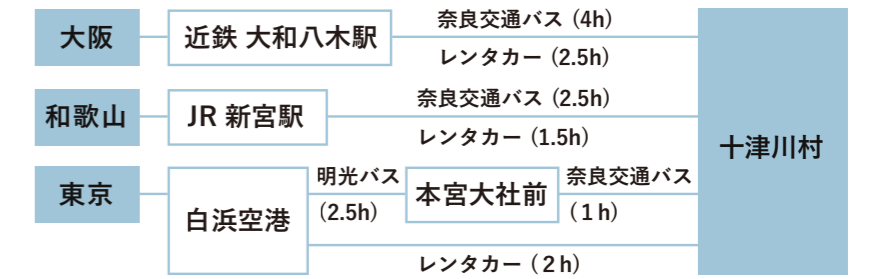 大阪
近鉄 大和八木駅
奈良交通バス (4h)
レンタカー (2.5h)
和歌山
JR 新宮駅
奈良交通バス (2.5h)
レンタカー (1.5h)
東京
白浜空港
明光バス
(2.5h)
本宮大社前
奈良交通バス
(1h)
レンタカー (2h)
十津川村